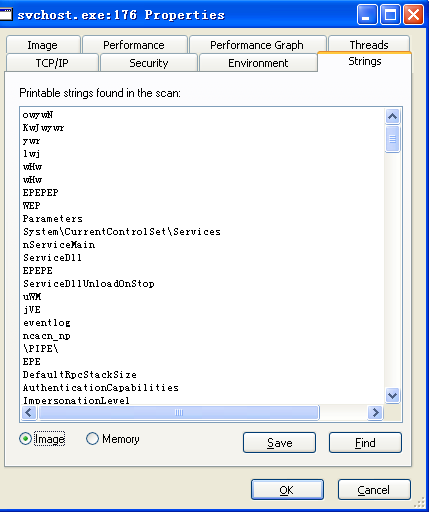 svchost.exe:176 Properties
Image Performance Performance Graph Threads
TCP/IP Security Environment Strings
Printable strings found in the scan:
owywN
KwJwywr
ywr
lwj
wHw
wHw
EPEPEP
WEP
Parameters
System\CurrentControlSet\Services
nServiceMain
ServiceDll
EPEPE
ServiceDllUnloadOnStop
uWM
jVE
eventlog
ncacn_np
\PIPE\
EPE
DefaultRpcStackSize
AuthenticationCapabilities
ImpersonationLevel
Image Memory Save Find
OK Cancel